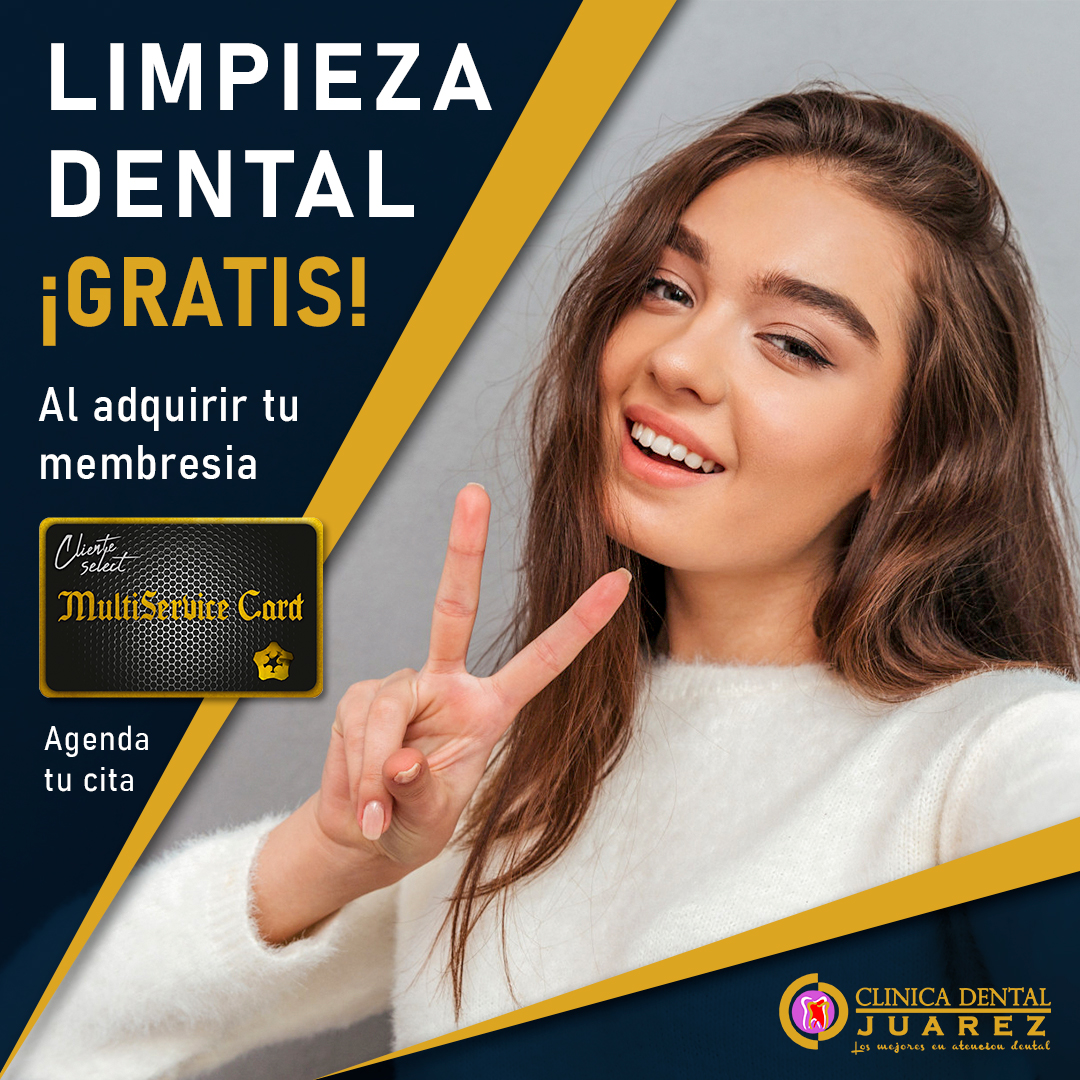 LIMPIEZA
DENTAL
¡GRATIS!
Al adquirir tu
membresia
Cliente
select
MultiService Card
Agenda
tu cita
CLINICA DENTAL
JUAREZ
Los mejores en atencion dental